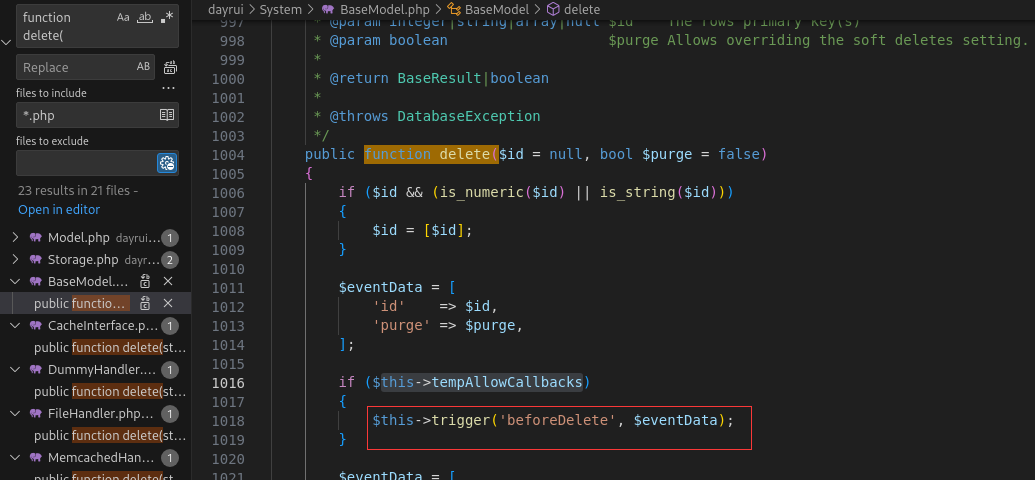 function
delete(
Aa ab .*
Replace
AB
files to include
*.php
files to exclude
23 results in 21 files -
Open in editor
Model.php dayrui... 1
Storage.php dayr... 2
BaseModel....
public functio...
CacheInterface.p... 1
public function delete(st...
DummyHandler.... 1
public function delete(st...
FileHandler.php... 1
public function delete(st...
MemcachedHan... 1
public function delete(st...
dayrui > System > BaseModel.php > BaseModel > delete
997 * @param integer|string|array|null $id The rows primary key(s)
998 * @param boolean $purge Allows overriding the soft deletes setting.
999 *
1000 * @return BaseResult|boolean
1001 *
1002 * @throws DatabaseException
1003 */
1004 public function delete($id = null, bool $purge = false)
1005 {
1006 if ($id && (is_numeric($id) || is_string($id)))
1007 {
1008 $id = [$id];
1009 }
1010
1011 $eventData = [
1012 'id' => $id,
1013 'purge' => $purge,
1014 ];
1015
1016 if ($this->tempAllowCallbacks)
1017 {
1018 $this->trigger('beforeDelete', $eventData);
1019 }
1020
1021 $eventData = [